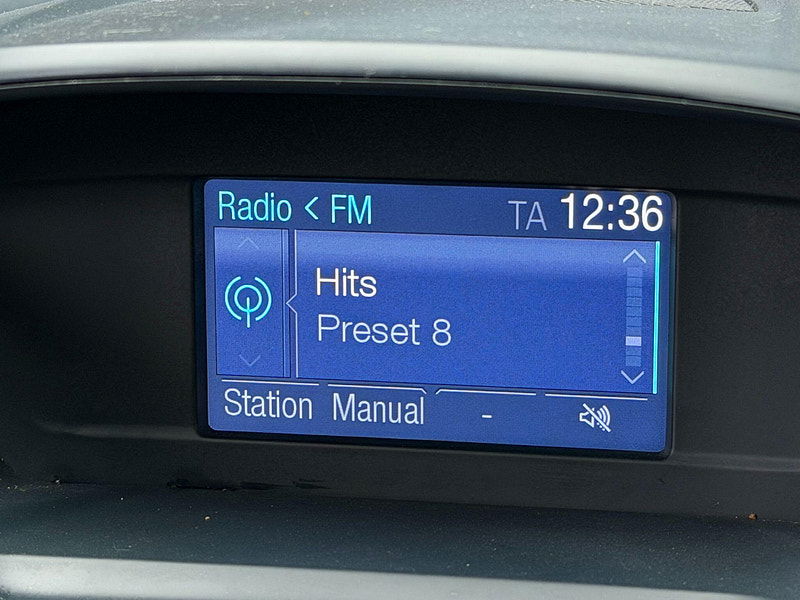 Radio < FM TA 12:36
Hits
Preset 8
Station Manual -